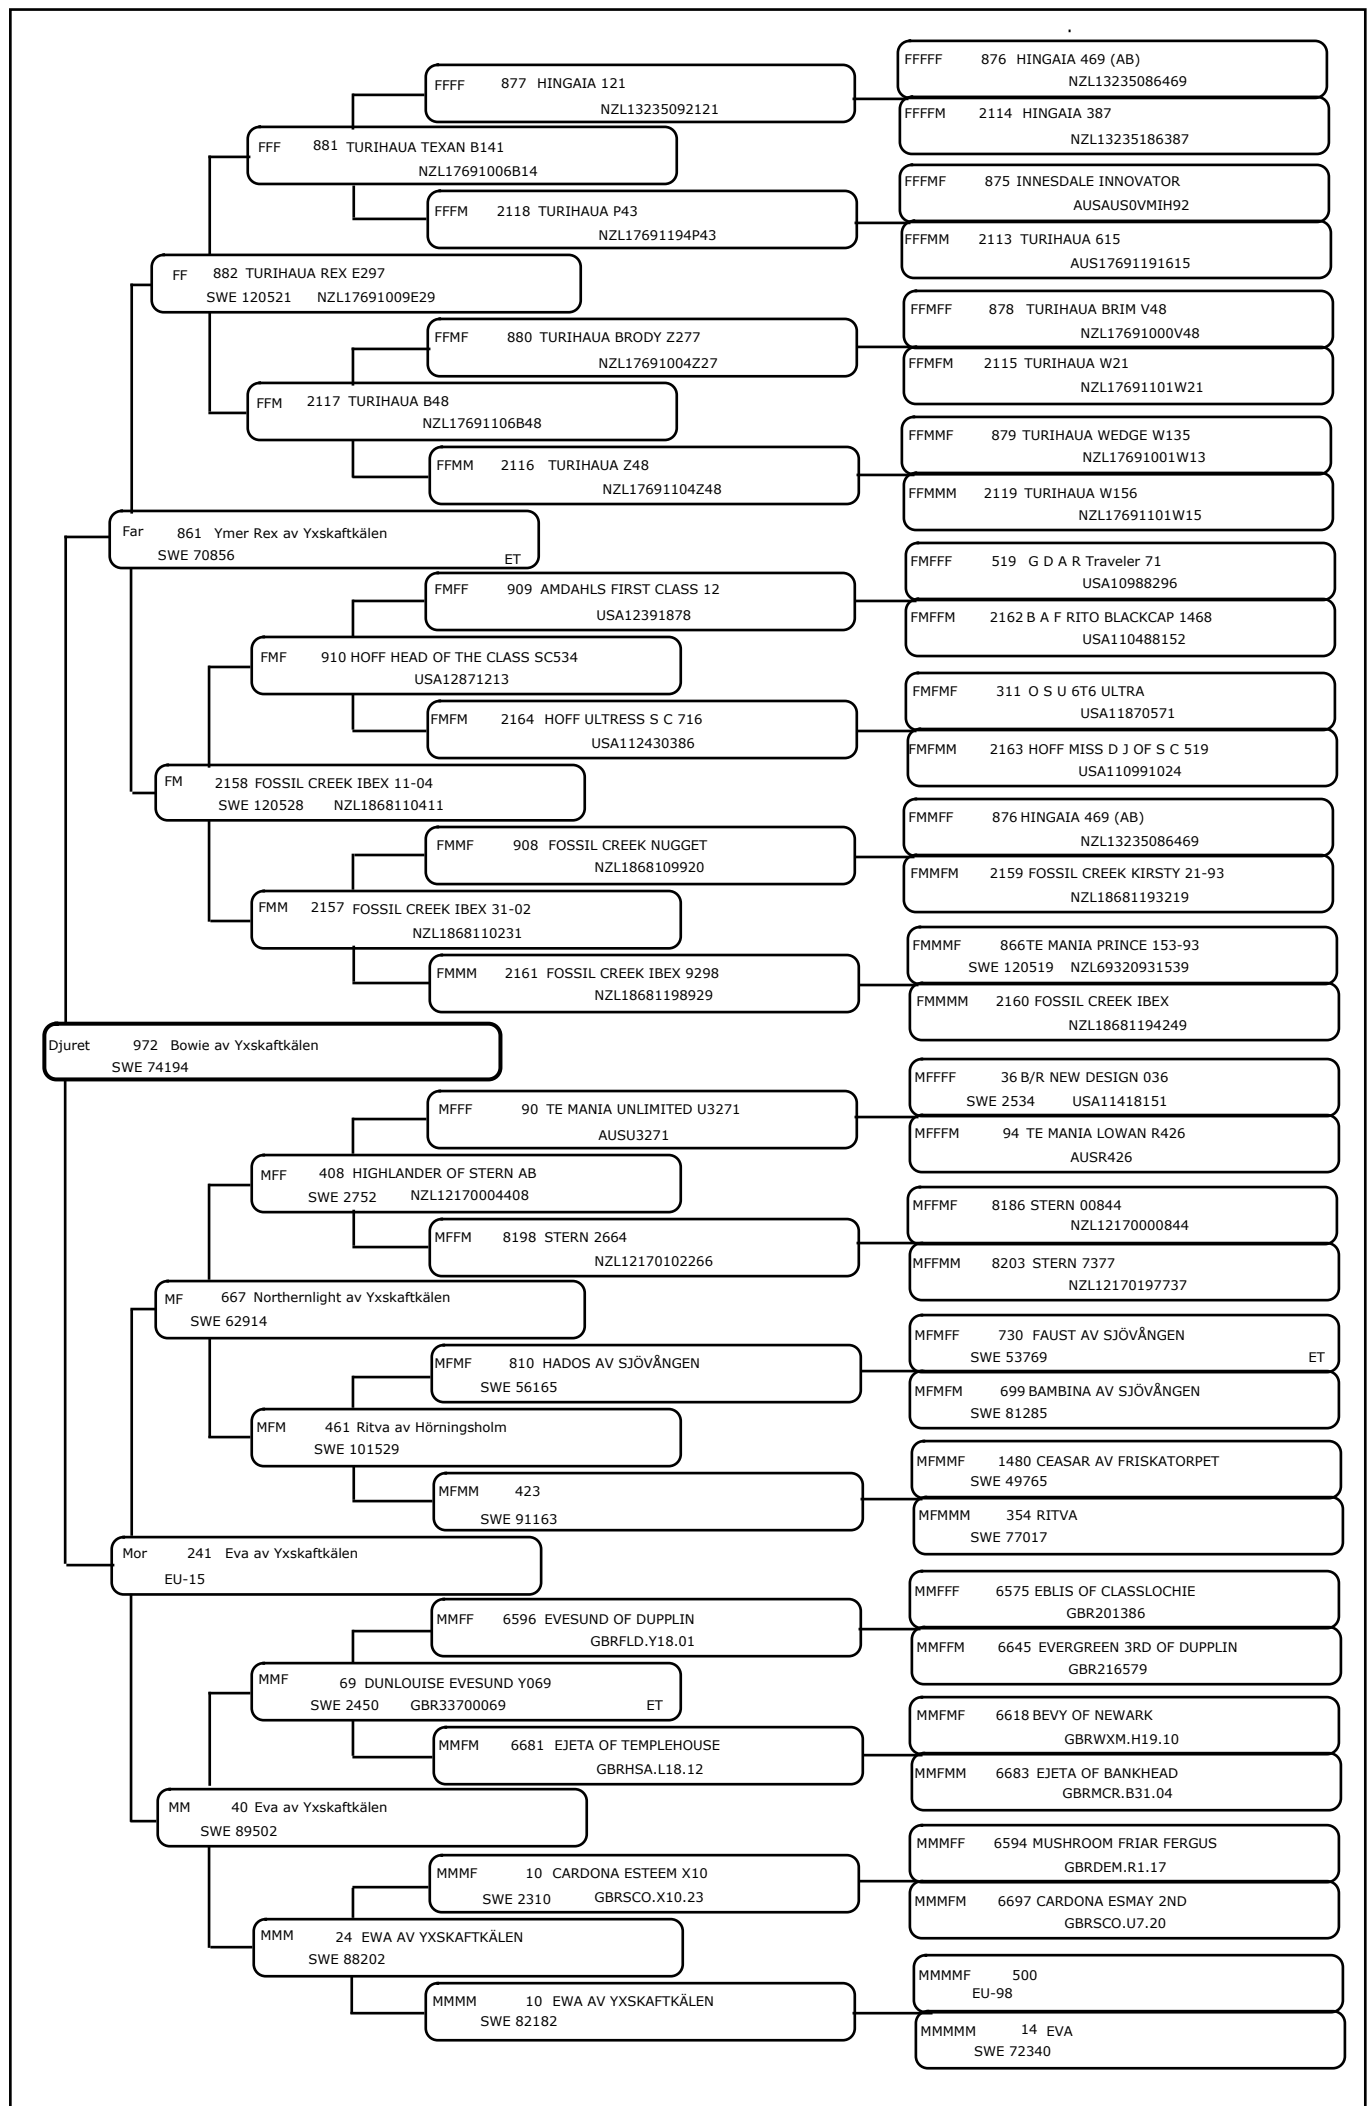 FFFFF 876 HINGAIA 469 (AB)
NZL13235086469
FFFF 877 HINGAIA 121
NZL13235092121
FFFFM 2114 HINGAIA 387
NZL13235186387
FFF 881 TURIHAUA TEXAN B141
NZL17691006B14
FFFMF 875 INNESDALE INNOVATOR
AUSAUS0VMIH92
FFFM 2118 TURIHAUA P43
NZL17691194P43
FFFMM 2113 TURIHAUA 615
AUS17691191615
FF 882 TURIHAUA REX E297
SWE 120521 NZL17691009E29
FFMFF 878 TURIHAUA BRIM V48
NZL17691000V48
FFMF 880 TURIHAUA BRODY Z277
NZL17691004Z27
FFMFM 2115 TURIHAUA W21
NZL17691101W21
FFM 2117 TURIHAUA B48
NZL17691106B48
FFMMF 879 TURIHAUA WEDGE W135
NZL17691001W13
FFMM 2116 TURIHAUA Z48
NZL17691104Z48
FFMMM 2119 TURIHAUA W156
NZL17691101W15
Far 861 Ymer Rex av Yxskaftkälen
SWE 70856 ET
FMFFF 519 G D A R Traveler 71
USA10988296
FMFF 909 AMDAHLS FIRST CLASS 12
USA12391878
FMFFM 2162 B A F RITO BLACKCAP 1468
USA110488152
FMF 910 HOFF HEAD OF THE CLASS SC534
USA12871213
FMFMF 311 O S U 6T6 ULTRA
USA11870571
FMFM 2164 HOFF ULTRESS S C 716
USA112430386
FMFMM 2163 HOFF MISS D J OF S C 519
USA110991024
FM 2158 FOSSIL CREEK IBEX 11-04
SWE 120528 NZL1868110411
FMMFF 876 HINGAIA 469 (AB)
NZL13235086469
FMMF 908 FOSSIL CREEK NUGGET
NZL1868109920
FMMFM 2159 FOSSIL CREEK KIRSTY 21-93
NZL18681193219
FMM 2157 FOSSIL CREEK IBEX 31-02
NZL1868110231
FMMMF 866TE MANIA PRINCE 153-93
SWE 120519 NZL69320931539
FMMM 2161 FOSSIL CREEK IBEX 9298
NZL18681198929
FMMMM 2160 FOSSIL CREEK IBEX
NZL18681194249
Djuret 972 Bowie av Yxskaftkälen
SWE 74194
MFFFF 36 B/R NEW DESIGN 036
SWE 2534 USA11418151
MFFF 90 TE MANIA UNLIMITED U3271
AUSU3271
MFFFM 94 TE MANIA LOWAN R426
AUSR426
MFF 408 HIGHLANDER OF STERN AB
SWE 2752 NZL12170004408
MFFMF 8186 STERN 00844
NZL12170000844
MFFM 8198 STERN 2664
NZL12170102266
MFFMM 8203 STERN 7377
NZL12170197737
MF 667 Northernlight av Yxskaftkälen
SWE 62914
MFMFF 730 FAUST AV SJÖVÅNGEN
SWE 53769 ET
MFMF 810 HADOS AV SJÖVÅNGEN
SWE 56165
MFMFM 699 BAMBINA AV SJÖVÅNGEN
SWE 81285
MFM 461 Ritva av Hörningsholm
SWE 101529
MFMMF 1480 CEASAR AV FRISKATORPET
SWE 49765
MFMM 423
SWE 91163
MFMMM 354 RITVA
SWE 77017
Mor 241 Eva av Yxskaftkälen
EU-15
MMFFF 6575 EBLIS OF CLASSLOCHIE
GBR201386
MMFF 6596 EVESUND OF DUPPLIN
GBRFLD.Y18.01
MMFFM 6645 EVERGREEN 3RD OF DUPPLIN
GBR216579
MMF 69 DUNLOUISE EVESUND Y069
SWE 2450 GBR33700069 ET
MMFMF 6618 BEVY OF NEWARK
GBRWXM.H19.10
MMFM 6681 EJETA OF TEMPLEHOUSE
GBRHSA.L18.12
MMFMM 6683 EJETA OF BANKHEAD
GBRMCR.B31.04
MM 40 Eva av Yxskaftkälen
SWE 89502
MMMFF 6594 MUSHROOM FRIAR FERGUS
GBRDEM.R1.17
MMMF 10 CARDONA ESTEEM X10
SWE 2310 GBRSCO.X10.23
MMMFM 6697 CARDONA ESMAY 2ND
GBRSCO.U7.20
MMM 24 EWA AV YXSKAFTKÄLEN
SWE 88202
MMMMF 500
EU-98
MMMM 10 EWA AV YXSKAFTKÄLEN
SWE 82182
MMMMM 14 EVA
SWE 72340